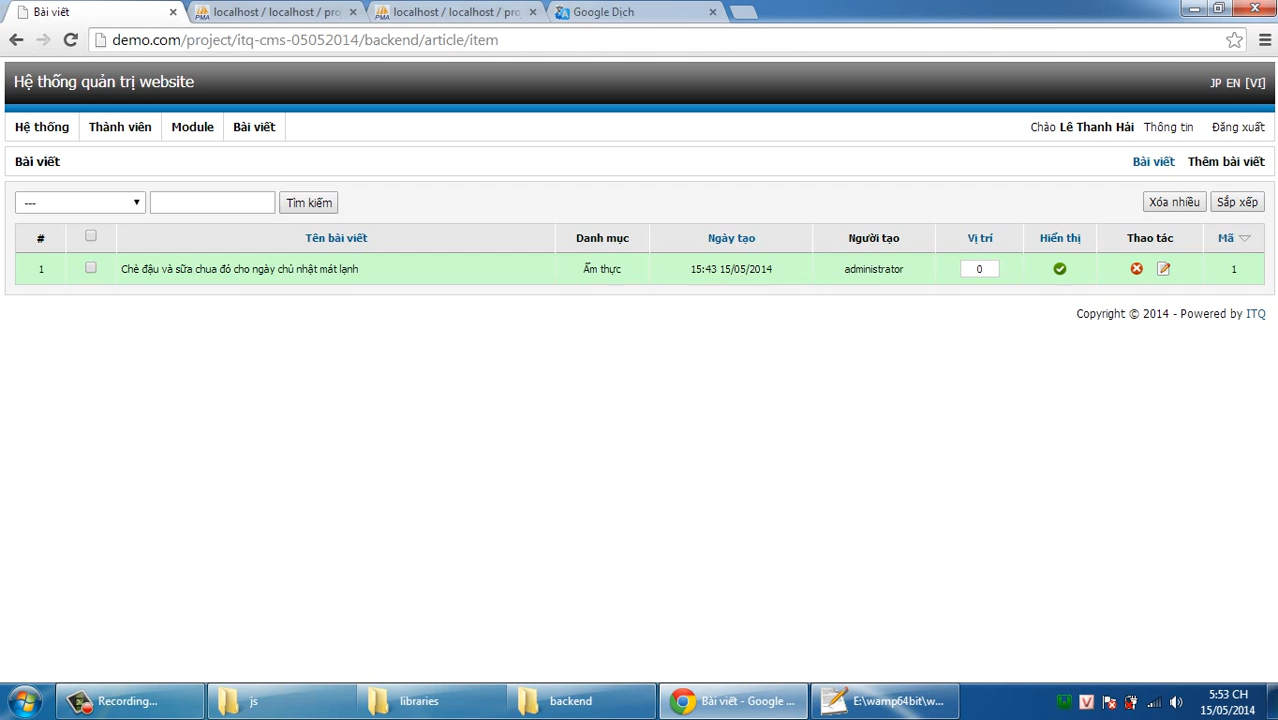 Bài viết
localhost / localhost / pro
localhost / localhost / pro
Google Dịch
demo.com/project/itq-cms-05052014/backend/article/item
Hệ thống quản trị website
JP EN [VI]
Hệ thống Thành viên Module Bài viết
Chào Lê Thanh Hải Thông tin Đăng xuất
Bài viết
Bài viết Thêm bài viết
---
Tìm kiếm
Xóa nhiều Sắp xếp
# Tên bài viết Danh mục Ngày tạo Người tạo Vị trí Hiển thị Thao tác Mã
1 Chè đậu và sữa chua đỏ cho ngày chủ nhật mát lạnh Ẩm thực 15:43 15/05/2014 administrator 0 1
Copyright © 2014 - Powered by ITQ
Recording...
js
libraries
backend
Bài viết - Google ...
E:\wamp64bit\w...
5:53 CH
15/05/2014